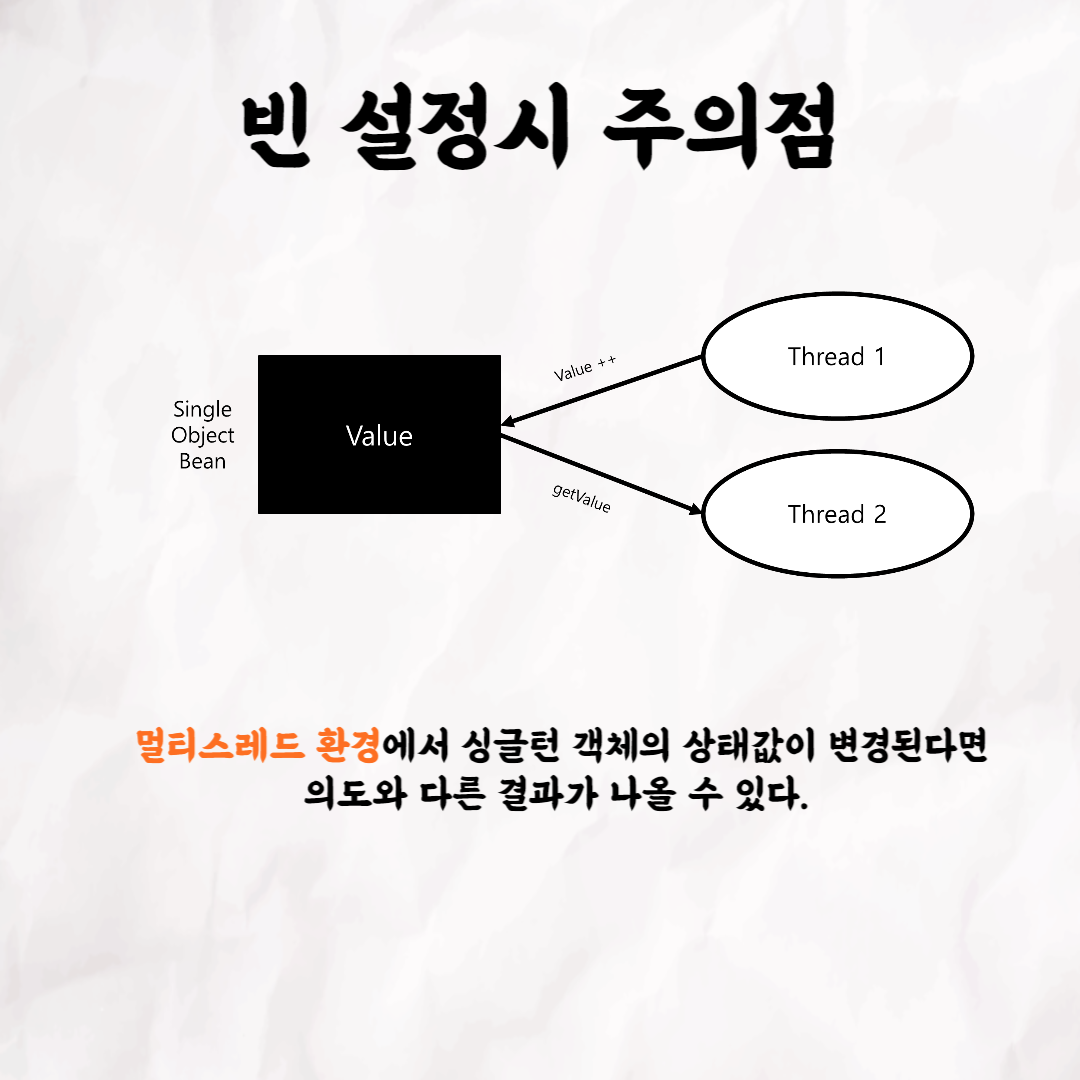 빈 설정시 주의점
Single
Object
Bean
Value
Value ++
getValue
Thread 1
Thread 2
멀티스레드 환경에서 싱글턴 객체의 상태값이 변경된다면
의도와 다른 결과가 나올 수 있다.